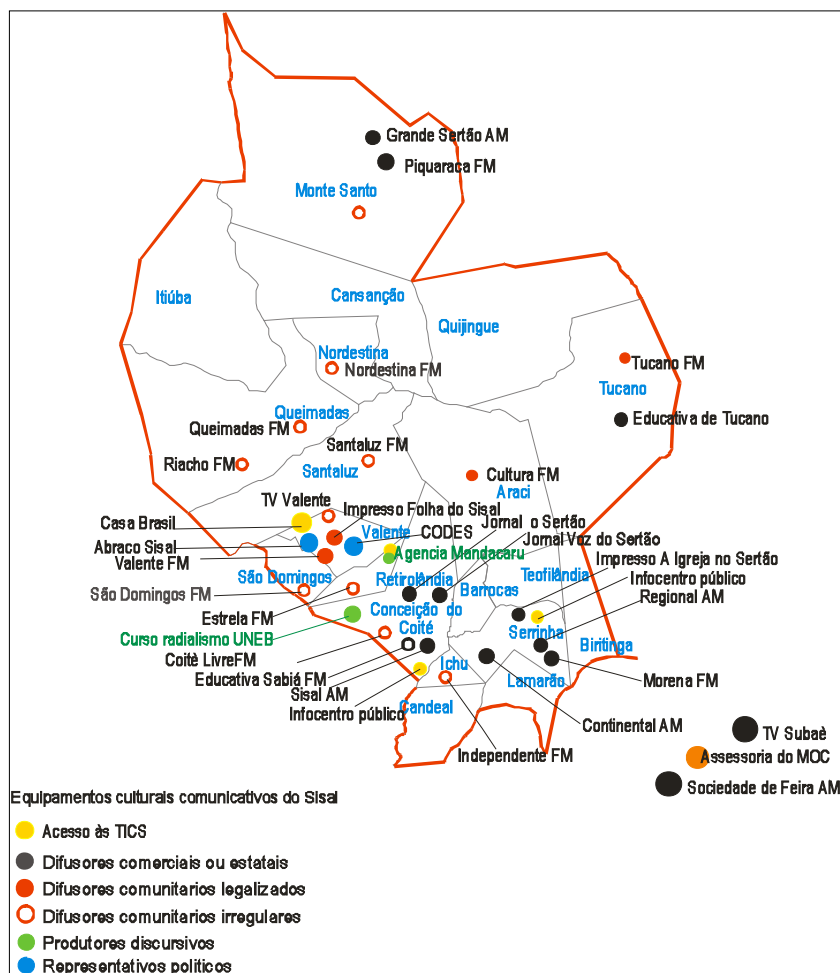 Grande Sertão AM
Piquaraca FM
Monte Santo
Itiúba
Cansanção
Quijingue
Nordestina
Nordestina FM
Tucano FM
Tucano
Queimadas
Queimadas FM
Educativa de Tucano
Santaluz FM
Riacho FM
Santaluz
Cultura FM
Araci
TV Valente
Impresso Folha do Sisal
Jornal o Sertão
Casa Brasil
Valente
CODES
Jornal Voz do Sertão
Abraco Sisal
Agencia Mandacaru
Impresso A Igreja no Sertão
Valente FM
São Domingos
Retirolândia
Barrocas
Teofilândia
Infocentro público
São Domingos FM
Regional AM
Estrela FM
Conceição do
Coité
Serrinha
Curso radialismo UNEB
Biritinga
Coitè LivreFM
Ichu
Educativa Sabiá FM
Lamarão
Morena FM
Sisal AM
Infocentro público
Candeal
Continental AM
TV Subaè
Independente FM
Assessoria do MOC
Sociedade de Feira AM
Equipamentos culturais comunicativos do Sisal
Acesso às TICS
Difusores comerciais ou estatais
Difusores comunitarios legalizados
Difusores comunitarios irregulares
Produtores discursivos
Representativos politicos